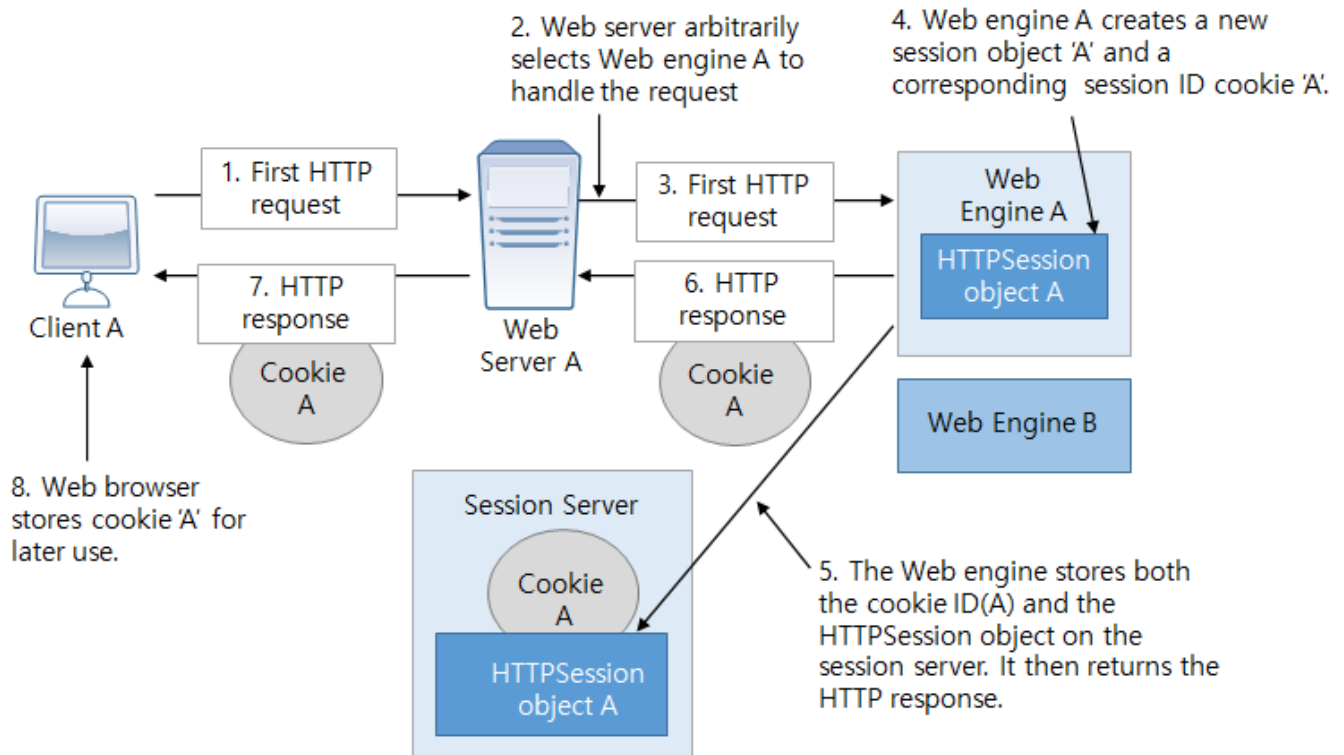 2. Web server arbitrarily
selects Web engine A to
handle the request
4. Web engine A creates a new
session object ‘A’ and a
corresponding session ID cookie ‘A’.
1. First HTTP
request
3. First HTTP
request
Web
Engine A
HTTPSession
object A
7. HTTP
response
6. HTTP
response
Client A
Web
Server A
Cookie
A
Cookie
A
Web Engine B
8. Web browser
stores cookie ‘A’ for
later use.
Session Server
Cookie
A
HTTPSession
object A
5. The Web engine stores both
the cookie ID(A) and the
HTTPSession object on the
session server. It then returns the
HTTP response.